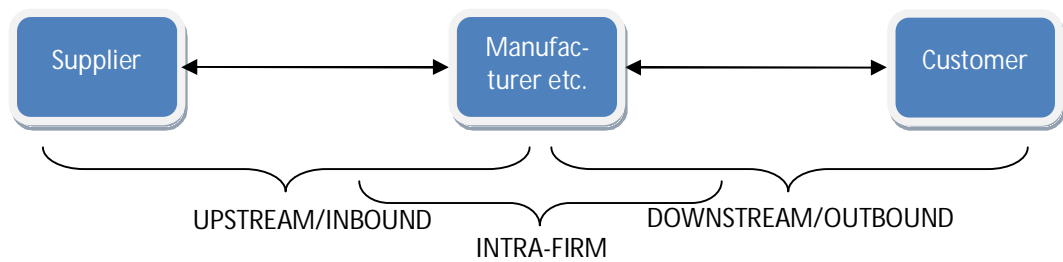 Supplier
Manufac-
turer etc.
Customer
UPSTREAM/INBOUND
DOWNSTREAM/OUTBOUND
INTRA-FIRM